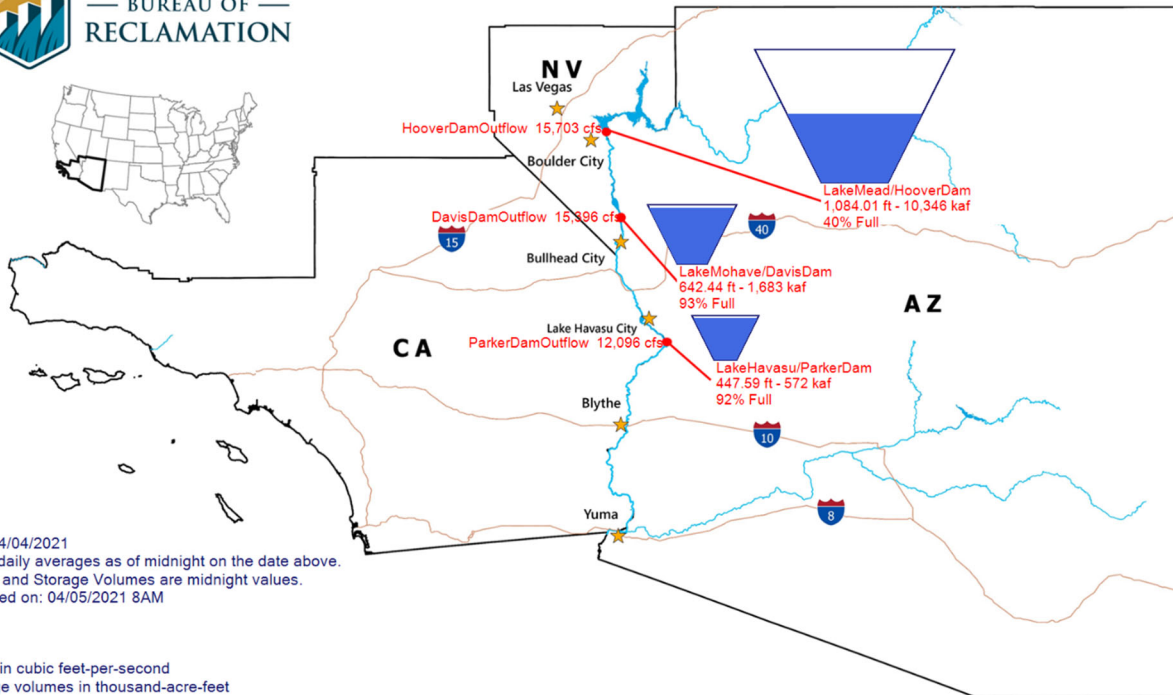 BUREAU OF
RECLAMATION
NV
Las Vegas
HooverDamOutflow 15,703 cfs
Boulder City
LakeMead/HooverDam
1,084.01 ft - 10,346 kaf
40% Full
DavisDamOutflow 15,396 cfs
15
40
Bullhead City
LakeMohave/DavisDam
642.44 ft - 1,683 kaf
93% Full
AZ
Lake Havasu City
CA
ParkerDamOutflow 12,096 cfs
LakeHavasu/ParkerDam
447.59 ft - 572 kaf
92% Full
Blythe
10
Yuma
8
4/04/2021
daily averages as of midnight on the date above.
and Storage Volumes are midnight values.
ed on: 04/05/2021 8AM
in cubic feet-per-second
ge volumes in thousand-acre-feet